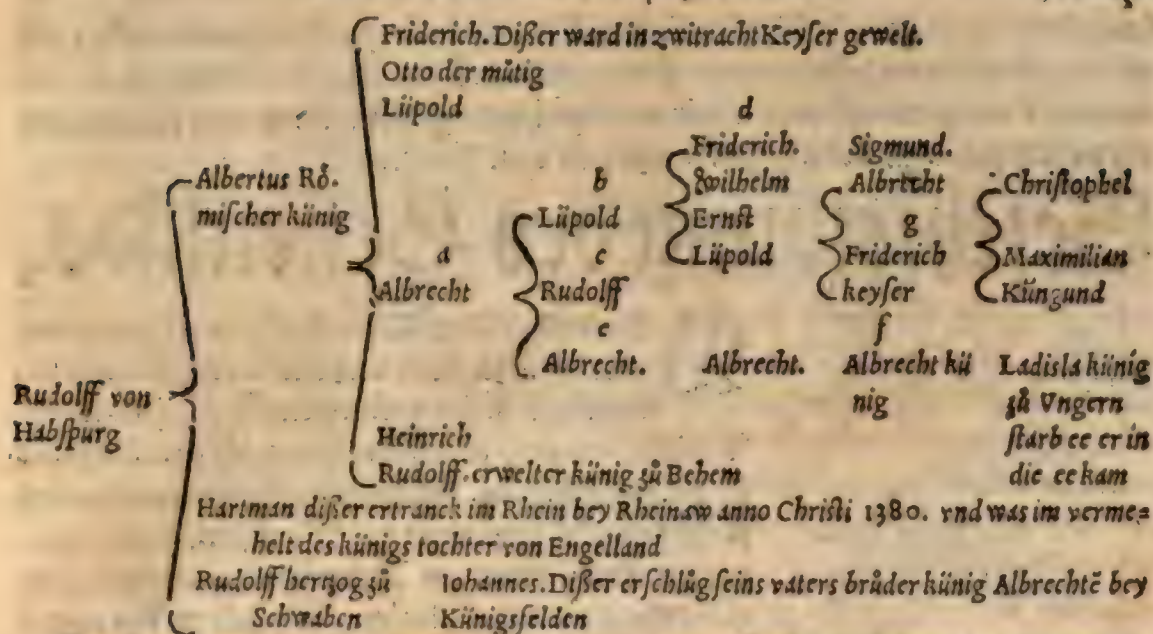 Friderich. Dißer ward in zwitracht Keyſer gewelt.
Otto der mütig
Lüpold
d
Friderich. Sigmund.
Albertus Rö- b Wilhelm Albrecht Chriſtophel
miſcher künig Lüpold Ernſt g
a c Lüpold Friderich Maximilian
Albrecht Rudolff keyſer Küngund
e f
Albrecht. Albrecht. Albrecht kü Ladisla künig
Rudolff von nig zů Ungern
Habſpurg ſtarb ee er in
Heinrich die ee kam
Rudolff. erwelter künig zů Behem
Hartman dißer ertranck im Rhein bey Rheinaw anno Chriſti 1380. vnd was im verme⸗
helt des künigs tochter von Engelland
Rudolff hertzog zů Iohannes. Dißer erſchlůg ſeins vaters brůder künig Albrechtē bey
Schwaben Künigsfelden